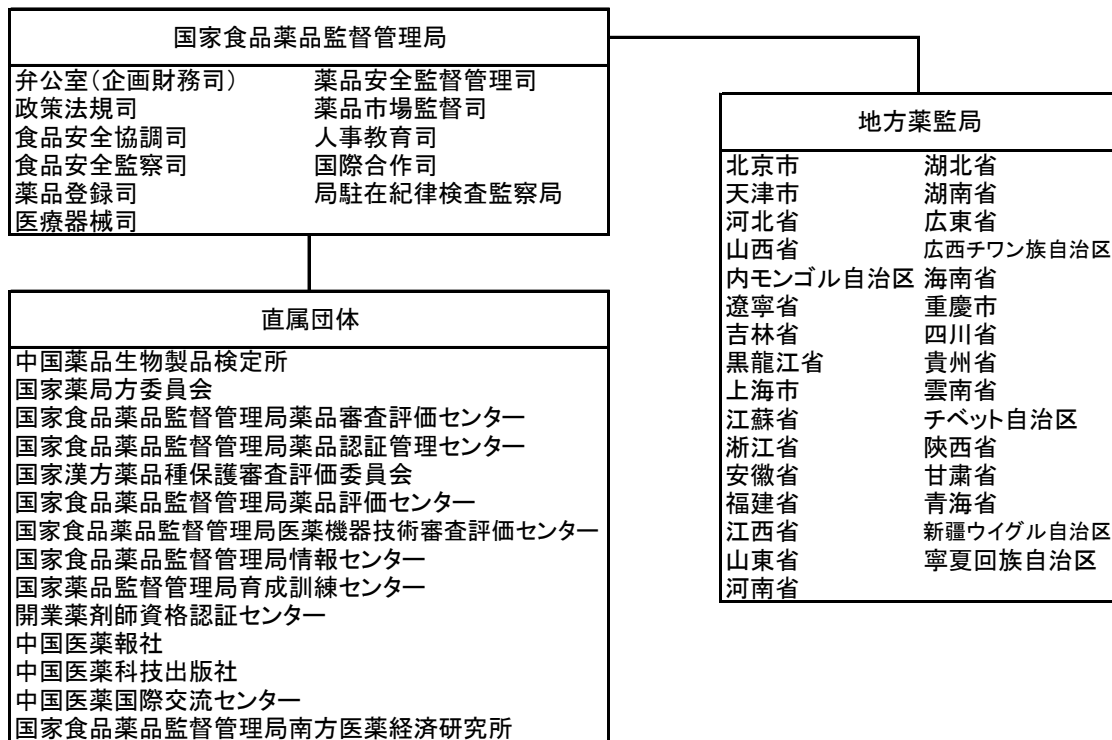 国家食品薬品監督管理局
弁公室(企画財務司)
政策法規司
食品安全協調司
食品安全監察司
薬品登録司
医療器械司
薬品安全監督管理司
薬品市場監督司
人事教育司
国際合作司
局駐在紀律検査監察局
直属団体
中国薬品生物製品検定所
国家薬局方委員会
国家食品薬品監督管理局薬品審査評価センター
国家食品薬品監督管理局薬品認証管理センター
国家漢方薬品種保護審査評価委員会
国家食品薬品監督管理局薬品評価センター
国家食品薬品監督管理局医薬機器技術審査評価センター
国家食品薬品監督管理局情報センター
国家薬品監督管理局育成訓練センター
開業薬剤師資格認証センター
中国医薬報社
中国医薬科技出版社
中国医薬国際交流センター
国家食品薬品監督管理局南方医薬経済研究所
地方薬監局
北京市
天津市
河北省
山西省
内モンゴル自治区
遼寧省
吉林省
黒龍江省
上海市
江蘇省
淅江省
安徽省
福建省
江西省
山東省
河南省
湖北省
湖南省
広東省
広西チワン族自治区
海南省
重慶市
四川省
貴州省
雲南省
チベット自治区
陝西省
甘粛省
青海省
新疆ウイグル自治区
寧夏回族自治区